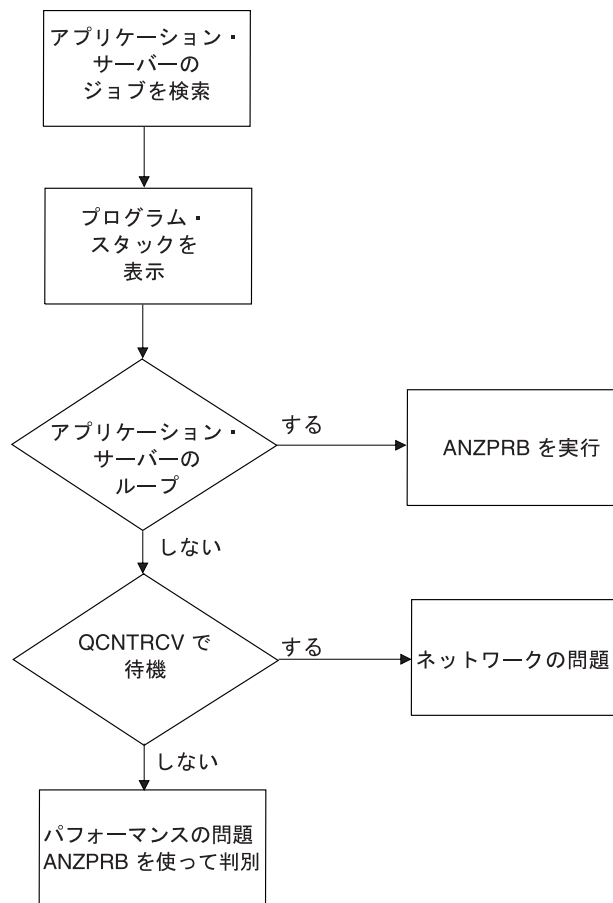 アプリケーション・
サーバーの
ジョブを検索
プログラム・
スタックを
表示
アプリケーション・
サーバーの
ループ
する
ANZPRB を実行
しない
QCNTRCV で
待機
する
ネットワークの問題
しない
パフォーマンスの問題
ANZPRB を使って判別